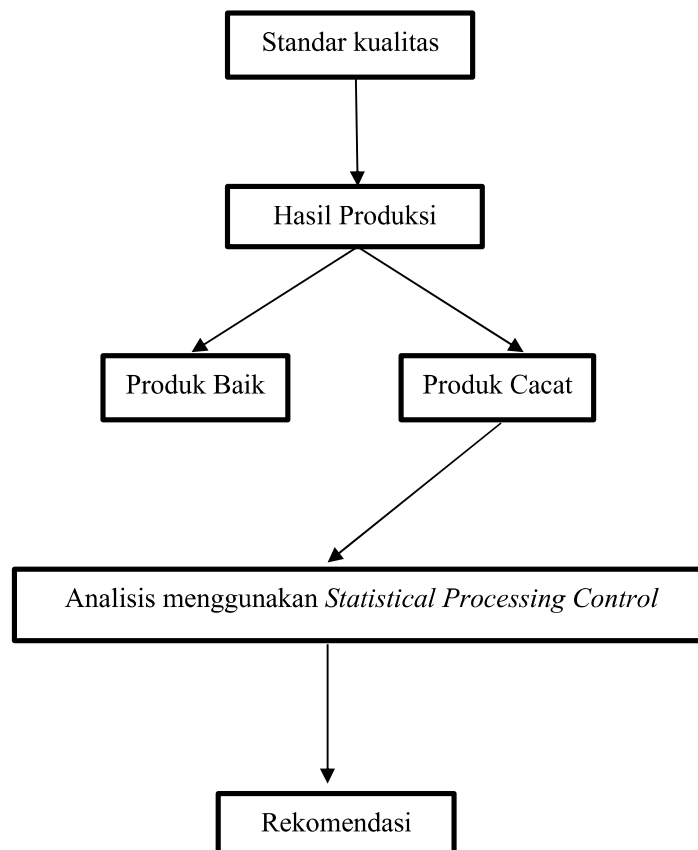 Standar kualitas
Hasil Produksi
Produk Baik
Produk Cacat
Analisis menggunakan Statistical Processing Control
Rekomendasi